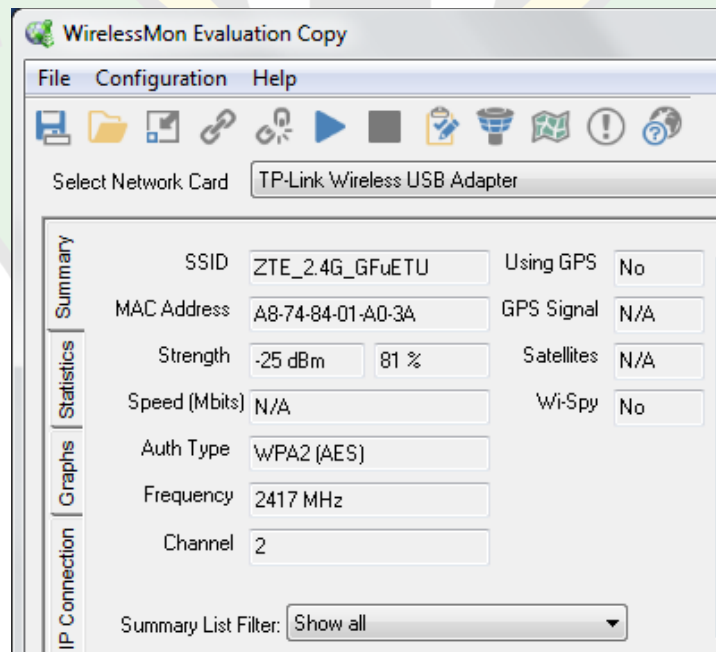 WirelessMon Evaluation Copy
File Configuration Help
Select Network Card TP-Link Wireless USB Adapter
Summary
Statistics
Graphs
IP Connection
SSID ZTE_2.4G_GFuETU Using GPS No
MAC Address A8-74-84-01-A0-3A GPS Signal N/A
Strength -25 dBm 81 % Satellites N/A
Speed (Mbits) N/A Wi-Spy No
Auth Type WPA2 (AES)
Frequency 2417 MHz
Channel 2
Summary List Filter: Show all